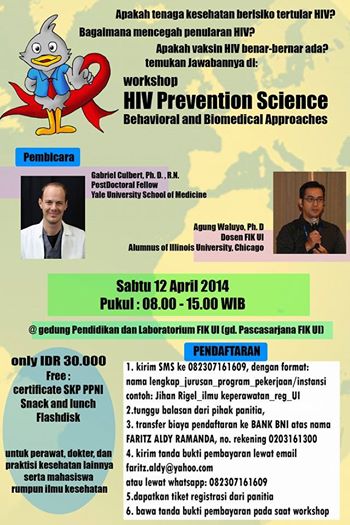 Apakah tenaga kesehatan berisiko tertular HIV?
Bagaimana mencegah penularan HIV?
Apakah vaksin HIV benar-bernar ada?
temukan Jawabannya di:
workshop
HIV Prevention Science
Behavioral and Biomedical Approaches
Pembicara
Gabriel Culbert, Ph. D. , R.N.
PostDoctoral Fellow
Yale University School of Medicine
Agung Waluyo, Ph. D
Dosen FIK UI
Alumnus of Illinois University, Chicago
Sabtu 12 April 2014
Pukul : 08.00 - 15.00 WIB
@ gedung Pendidikan dan Laboratorium FIK UI (gd. Pascasarjana FIK UI)
only IDR 30.000
Free :
certificate SKP PPNI
Snack and lunch
Flashdisk
untuk perawat, dokter, dan
praktisi kesehatan lainnya
serta mahasiswa
rumpun ilmu kesehatan
PENDAFTARAN
1. kirim SMS ke 082307161609, dengan format:
nama lengkap_jurusan_program_pekerjaan/instansi
contoh: Jihan Rigel_ilmu keperawatan_reg_UI
2.tunggu balasan dari pihak panitia,
3. transfer biaya pendaftaran ke BANK BNI atas nama
FARITZ ALDY RAMANDA, no. rekening 0203161300
4. kirim tanda bukti pembayaran lewat email
faritz.aldy@yahoo.com
atau lewat whatsapp: 082307161609
5.dapatkan tiket registrasi dari panitia
6. bawa tanda bukti pembayaran pada saat workshop